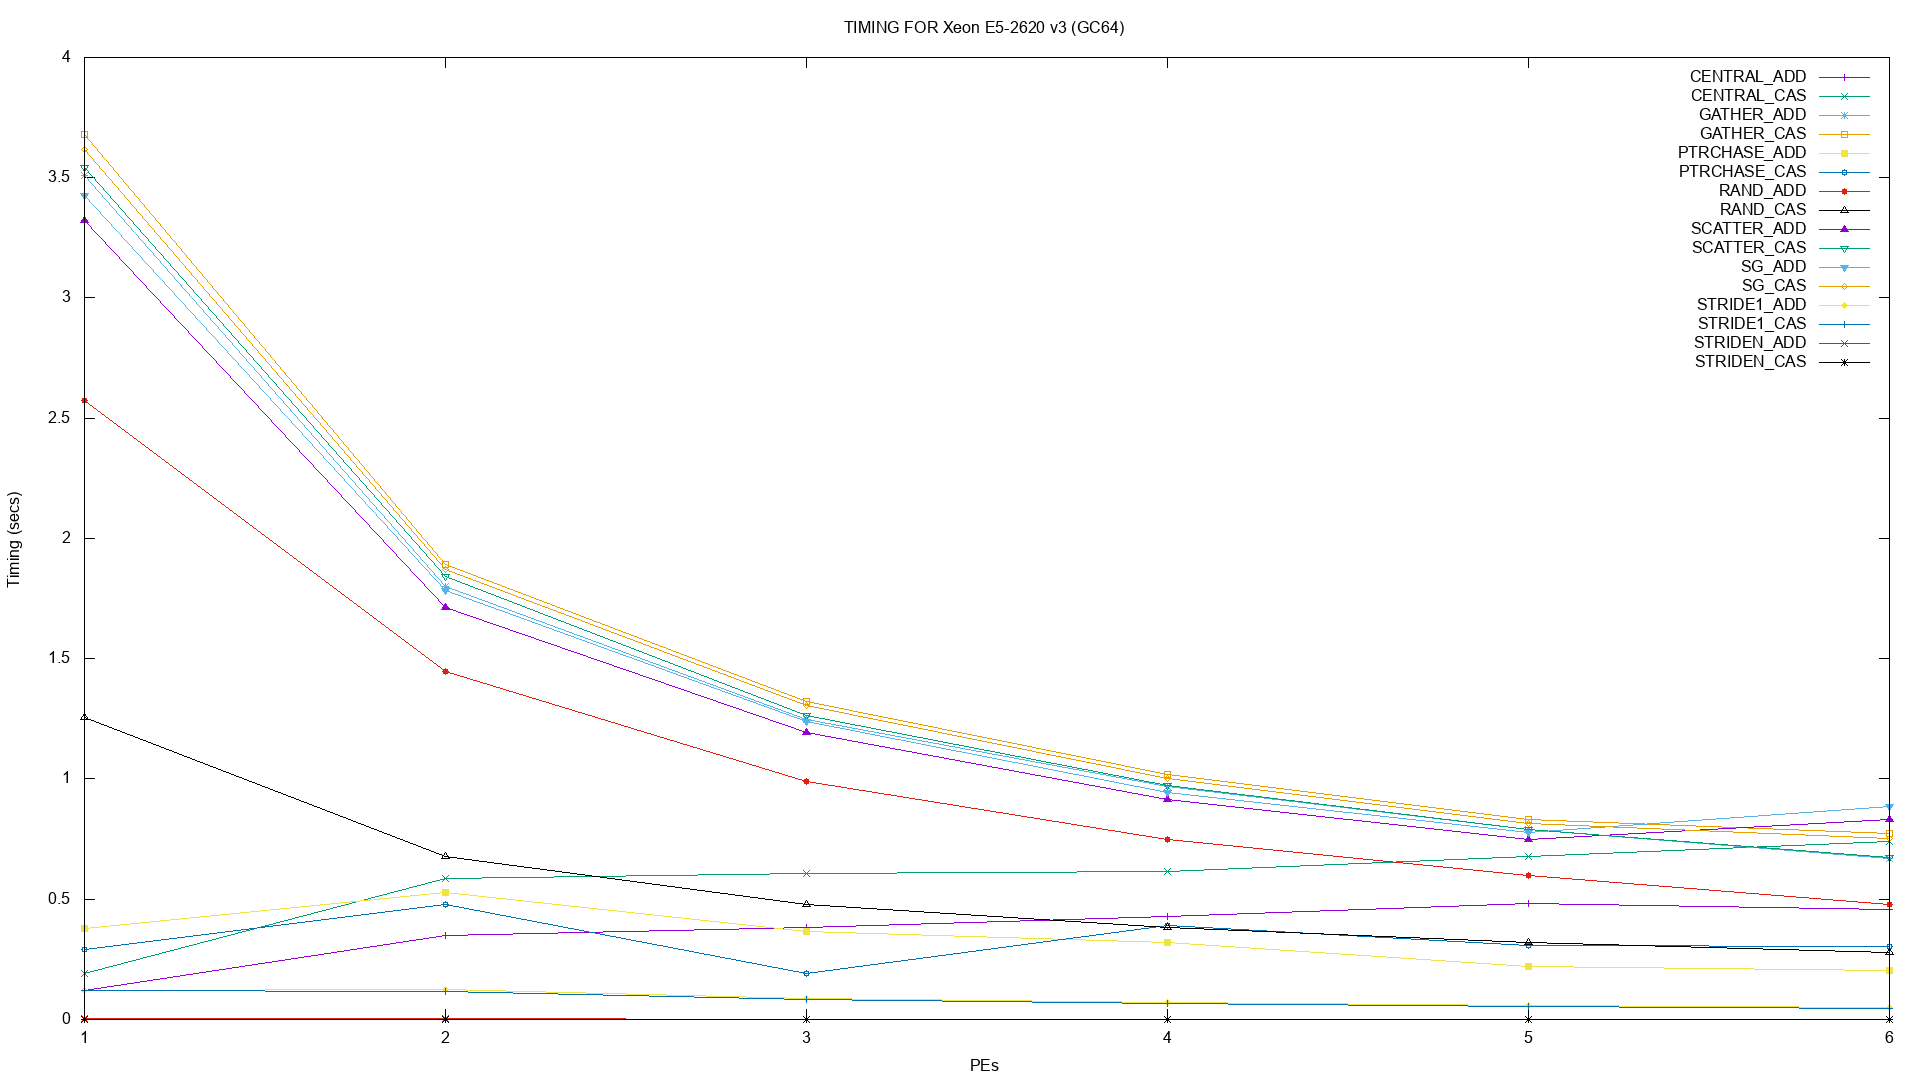 TIMING FOR Xeon E5-2620 v3 (GC64)
4
3.5
3
2.5
2
1.5
1
0.5
0
Timing (secs)
CENTRAL_ADD
CENTRAL_CAS
GATHER_ADD
GATHER_CAS
PTRCHASE_ADD
PTRCHASE_CAS
RAND_ADD
RAND_CAS
SCATTER_ADD
SCATTER_CAS
SG_ADD
SG_CAS
STRIDE1_ADD
STRIDE1_CAS
STRIDEN_ADD
STRIDEN_CAS
1 2 3 4 5 6
PEs